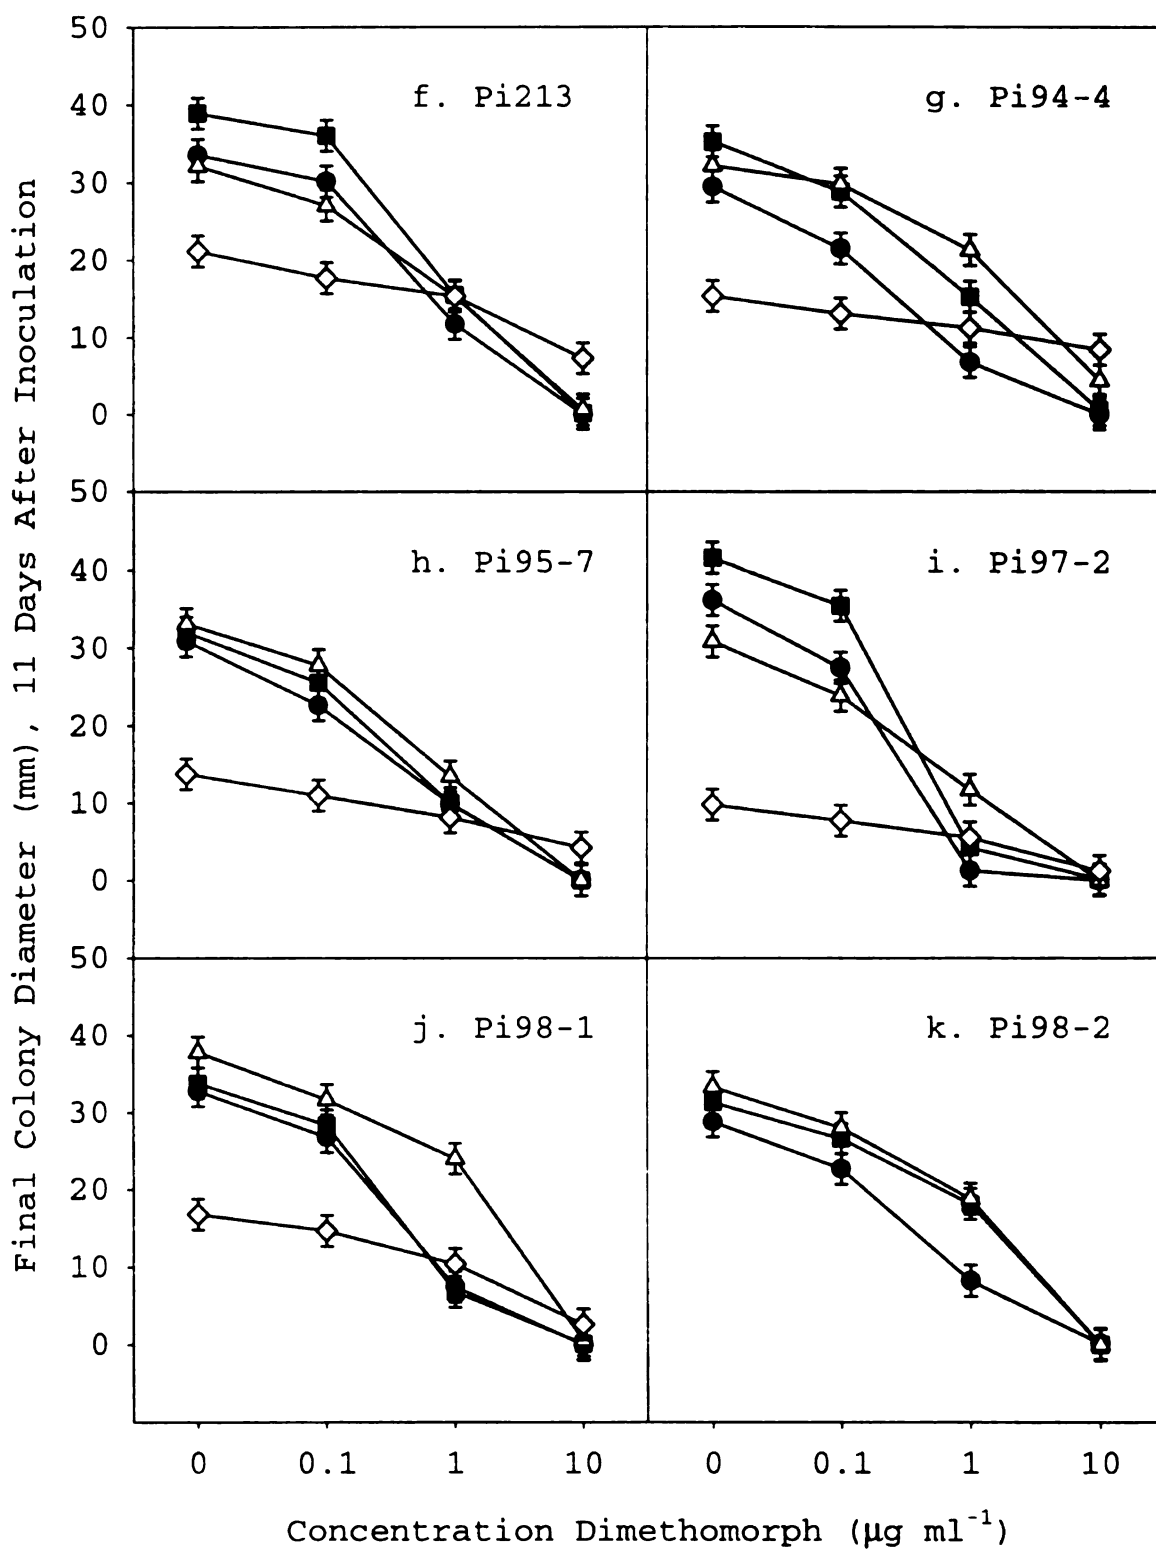 Final Colony Diameter (mm), 11 Days After Inoculation
50
40
30
20
10
0
f. Pi213
g. Pi94-4
50
40
30
20
10
0
h. Pi95-7
i. Pi97-2
50
40
30
20
10
0
j. Pi98-1
k. Pi98-2
0 0.1 1 10 0 0.1 1 10
Concentration Dimethomorph (µg ml⁻¹)